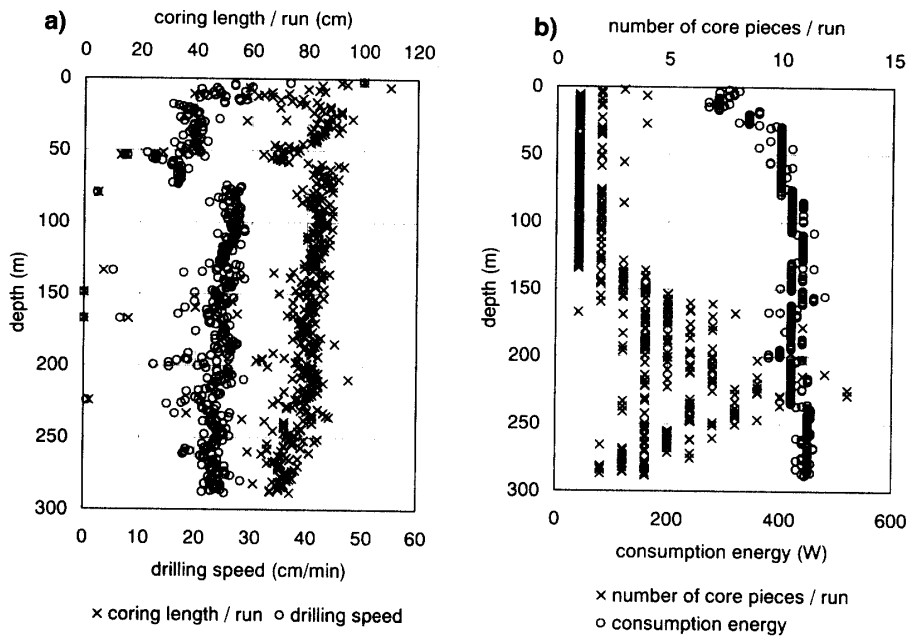 a)
coring length / run (cm)
0 20 40 60 80 100 120
0
50
100
150
200
250
300
depth (m)
0 10 20 30 40 50 60
drilling speed (cm/min)
× coring length / run ○ drilling speed
b)
number of core pieces / run
0 5 10 15
0
50
100
150
200
250
300
depth (m)
0 200 400 600
consumption energy (W)
× number of core pieces / run
○ consumption energy